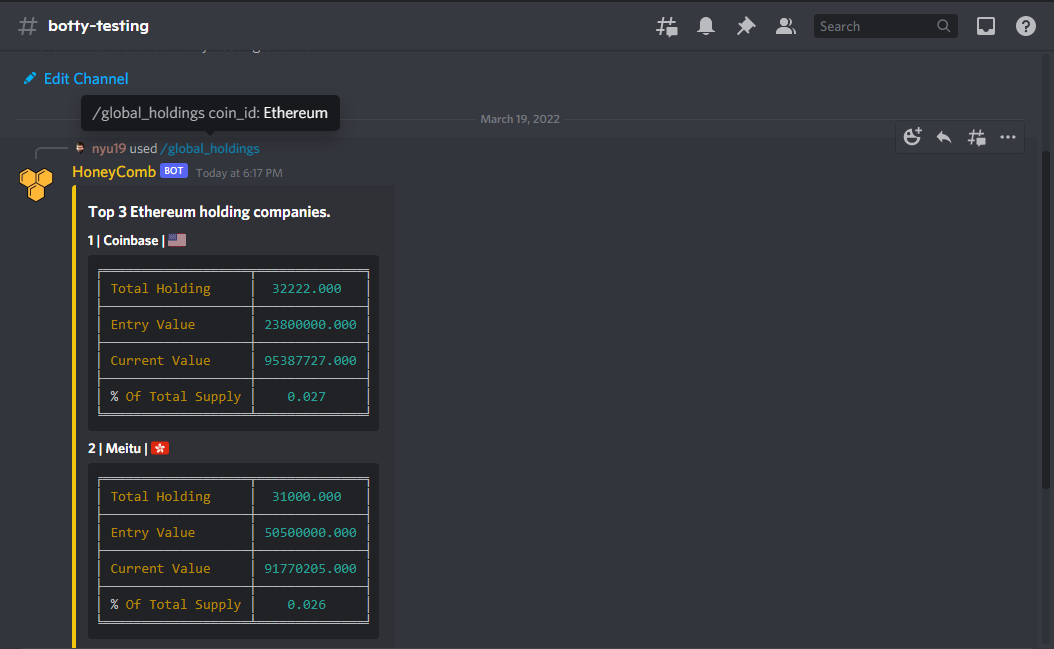 botty-testing
Search
Edit Channel
/global_holdings coin_id: Ethereum
March 19, 2022
nyu19 used /global_holdings
HoneyComb BOT Today at 6:17 PM
Top 3 Ethereum holding companies.
1 | Coinbase |
Total Holding 32222.000
Entry Value 23800000.000
Current Value 95387727.000
% Of Total Supply 0.027
2 | Meitu |
Total Holding 31000.000
Entry Value 50500000.000
Current Value 91770205.000
% Of Total Supply 0.026